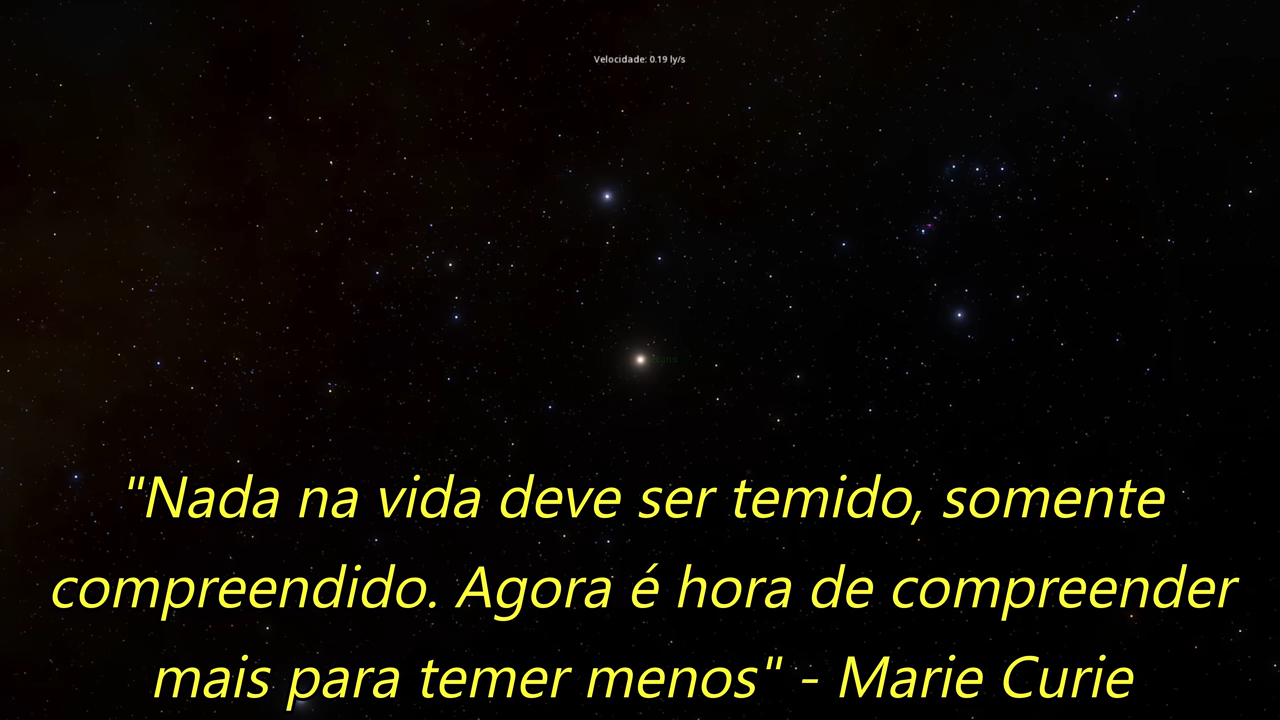 Velocidade: 0.19 ly/s
"Nada na vida deve ser temido, somente
compreendido. Agora é hora de compreender
mais para temer menos" - Marie Curie